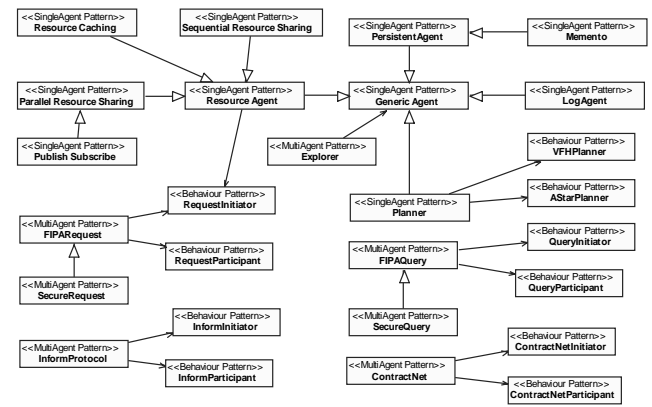 <<SingleAgent Pattern>>
Resource Caching
<<SingleAgent Pattern>>
Sequential Resource Sharing
<<SingleAgent Pattern>>
PersistentAgent
<<SingleAgent Pattern>>
Memento
<<SingleAgent Pattern>>
Parallel Resource Sharing
<<SingleAgent Pattern>>
Resource Agent
<<SingleAgent Pattern>>
Generic Agent
<<SingleAgent Pattern>>
LogAgent
<<SingleAgent Pattern>>
Publish Subscribe
<<MultiAgent Pattern>>
Explorer
<<Behaviour Pattern>>
VFHPlanner
<<Behaviour Pattern>>
RequestInitiator
<<SingleAgent Pattern>>
Planner
<<Behaviour Pattern>>
AStarPlanner
<<MultiAgent Pattern>>
FIPARequest
<<Behaviour Pattern>>
RequestParticipant
<<MultiAgent Pattern>>
FIPAQuery
<<Behaviour Pattern>>
QueryInitiator
<<MultiAgent Pattern>>
SecureRequest
<<Behaviour Pattern>>
QueryParticipant
<<Behaviour Pattern>>
InformInitiator
<<MultiAgent Pattern>>
SecureQuery
<<MultiAgent Pattern>>
InformProtocol
<<Behaviour Pattern>>
InformParticipant
<<MultiAgent Pattern>>
ContractNet
<<Behaviour Pattern>>
ContractNetInitiator
<<Behaviour Pattern>>
ContractNetParticipant